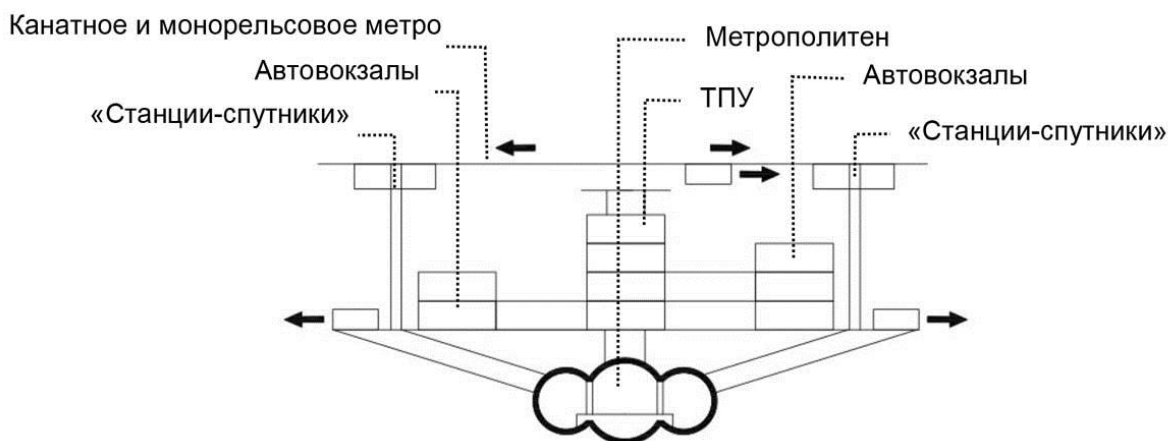 Канатное и монорельсовое метро
Метрополитен
Автовокзалы
Автовокзалы
«Станции-спутники»
ТПУ
«Станции-спутники»